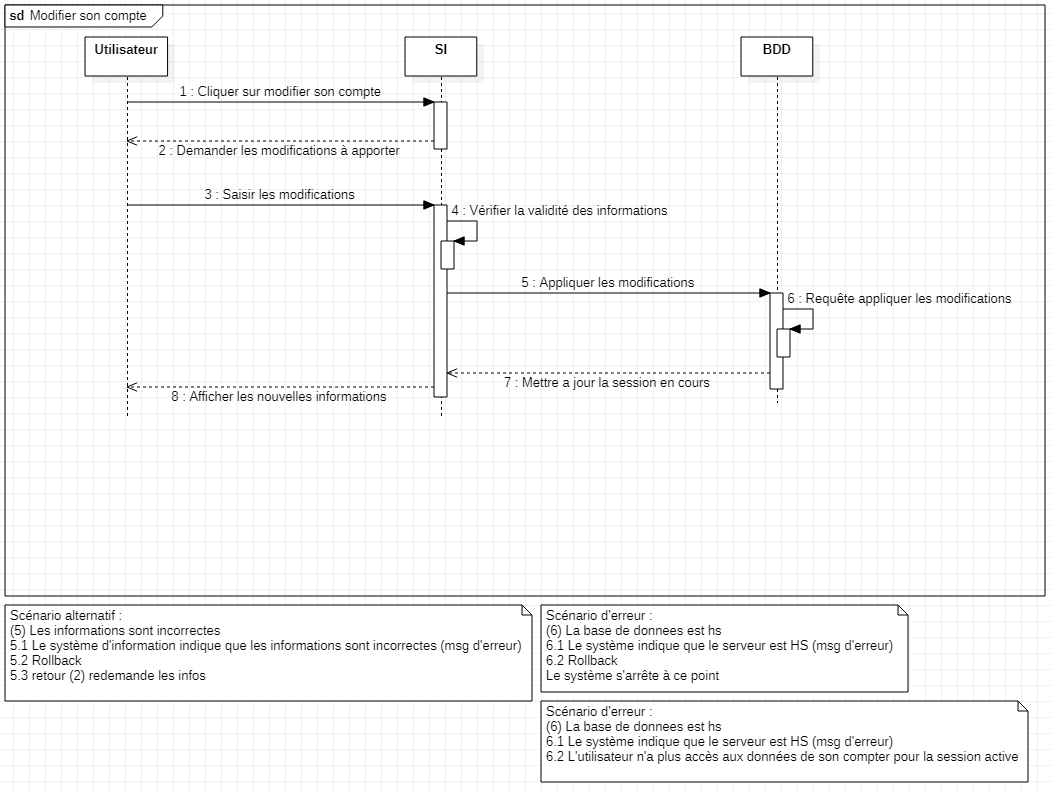 sd Modifier son compte
Utilisateur
SI
BDD
1 : Cliquer sur modifier son compte
2 : Demander les modifications à apporter
3 : Saisir les modifications
4 : Vérifier la validité des informations
5 : Appliquer les modifications
6 : Requête appliquer les modifications
7 : Mettre a jour la session en cours
8 : Afficher les nouvelles informations
Scénario alternatif :
(5) Les informations sont incorrectes
5.1 Le système d'information indique que les informations sont incorrectes (msg d'erreur)
5.2 Rollback
5.3 retour (2) redemande les infos
Scénario d'erreur :
(6) La base de donnees est hs
6.1 Le système indique que le serveur est HS (msg d'erreur)
6.2 Rollback
Le système s'arrête à ce point
Scénario d'erreur :
(6) La base de donnees est hs
6.1 Le système indique que le serveur est HS (msg d'erreur)
6.2 L'utilisateur n'a plus accès aux données de son compter pour la session active